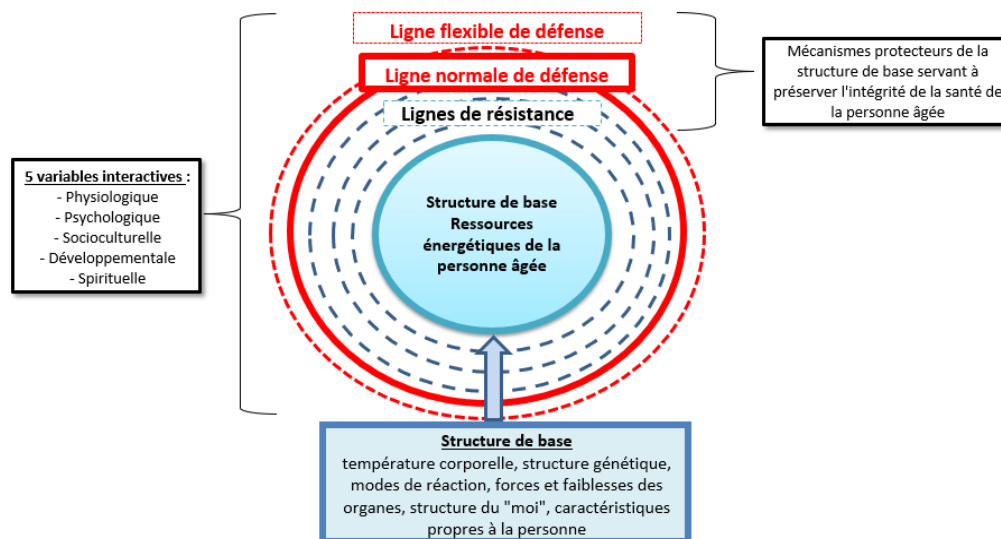 Ligne flexible de défense
Ligne normale de défense
Lignes de résistance
Mécanismes protecteurs de la
structure de base servant à
préserver l'intégrité de la santé de
la personne âgée
5 variables interactives :
- Physiologique
- Psychologique
- Socioculturelle
- Développementale
- Spirituelle
Structure de base
Ressources
énergétiques de la
personne âgée
Structure de base
température corporelle, structure génétique,
modes de réaction, forces et faiblesses des
organes, structure du "moi", caractéristiques
propres à la personne